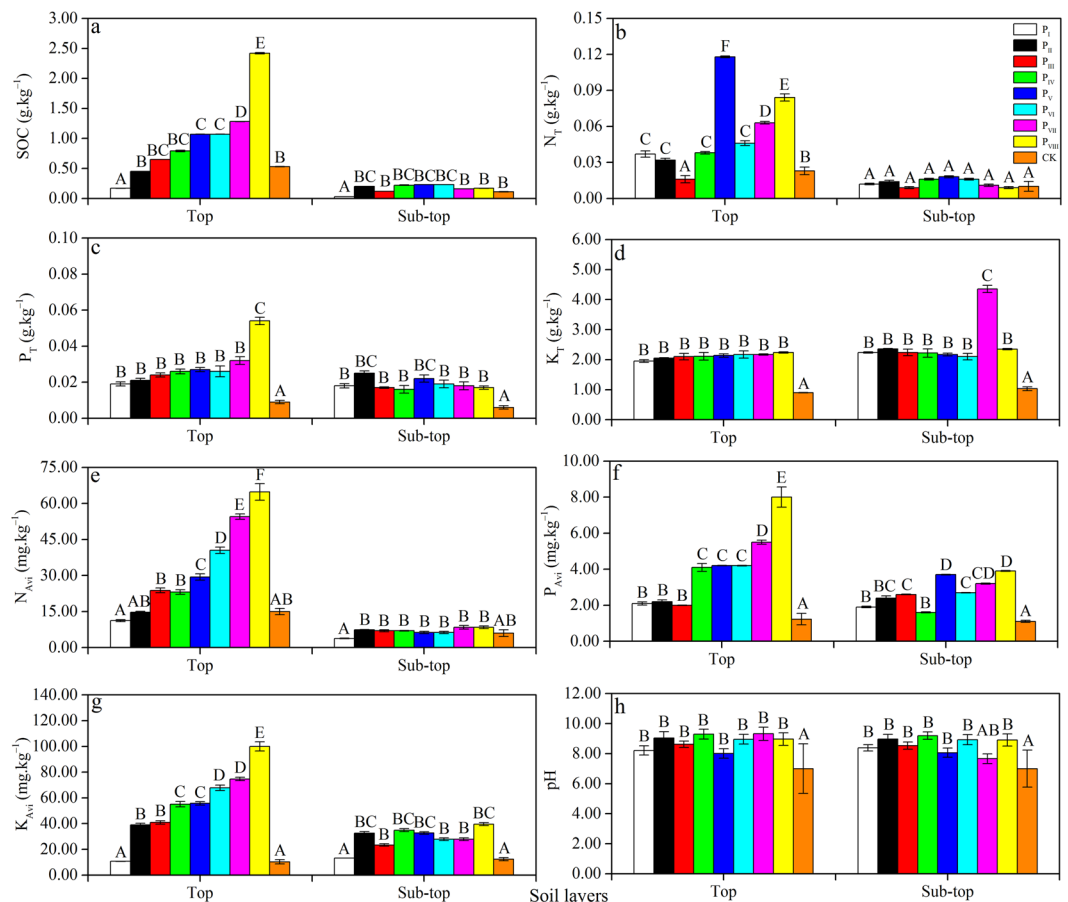 a
3.00
2.50
2.00
1.50
1.00
0.50
0.00
SOC (g.kg⁻¹)
A B BC BC C C D E B
A BC B BC BC BC B B B
Top Sub-top
b
0.15
0.12
0.09
0.06
0.03
0.00
N_T (g.kg⁻¹)
C C A C F C D E B
A A A A A A A A A
Top Sub-top
P_I
P_II
P_III
P_IV
P_V
P_VI
P_VII
P_VIII
CK
c
0.10
0.08
0.06
0.04
0.02
0.00
P_T (g.kg⁻¹)
B B B B B B B C A
B BC B B BC B B B A
Top Sub-top
d
6.00
5.00
4.00
3.00
2.00
1.00
0.00
K_T (g.kg⁻¹)
B B B B B B B B A
B B B B B B C B A
Top Sub-top
e
75.00
60.00
45.00
30.00
15.00
0.00
N_Avi (mg.kg⁻¹)
A AB B B C D E F AB
A B B B B B B B AB
Top Sub-top
f
10.00
8.00
6.00
4.00
2.00
0.00
P_Avi (mg.kg⁻¹)
B B B C C C D E A
B BC C B D C CD D A
Top Sub-top
g
140.00
120.00
100.00
80.00
60.00
40.00
20.00
0.00
K_Avi (mg.kg⁻¹)
A B B C C D D E A
A BC B BC BC B B BC A
Top Sub-top
h
12.00
10.00
8.00
6.00
4.00
2.00
0.00
pH
B B B B B B B B A
B B B B B B AB B A
Top Sub-top
Soil layers